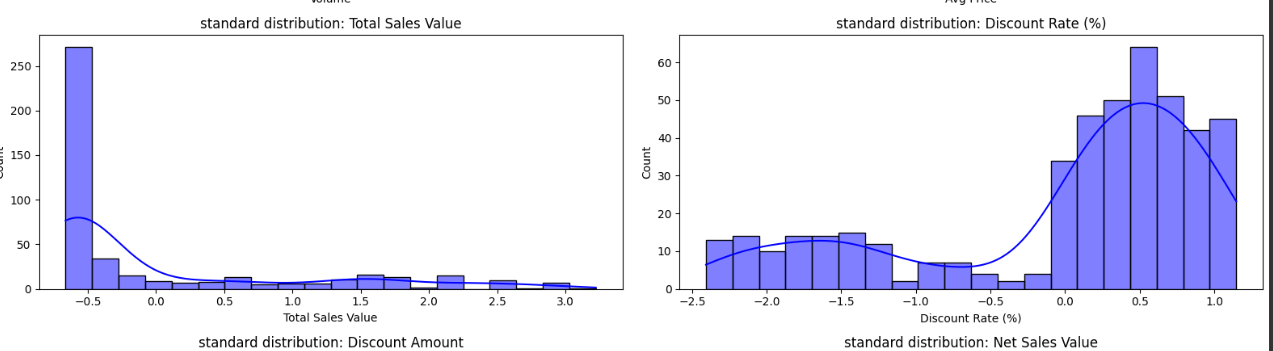 Volume
Avg Price
standard distribution: Total Sales Value
standard distribution: Discount Rate (%)
250
200
150
100
50
0
Count
−0.5 0.0 0.5 1.0 1.5 2.0 2.5 3.0
Total Sales Value
60
50
40
30
20
10
0
Count
−2.5 −2.0 −1.5 −1.0 −0.5 0.0 0.5 1.0
Discount Rate (%)
standard distribution: Discount Amount
standard distribution: Net Sales Value